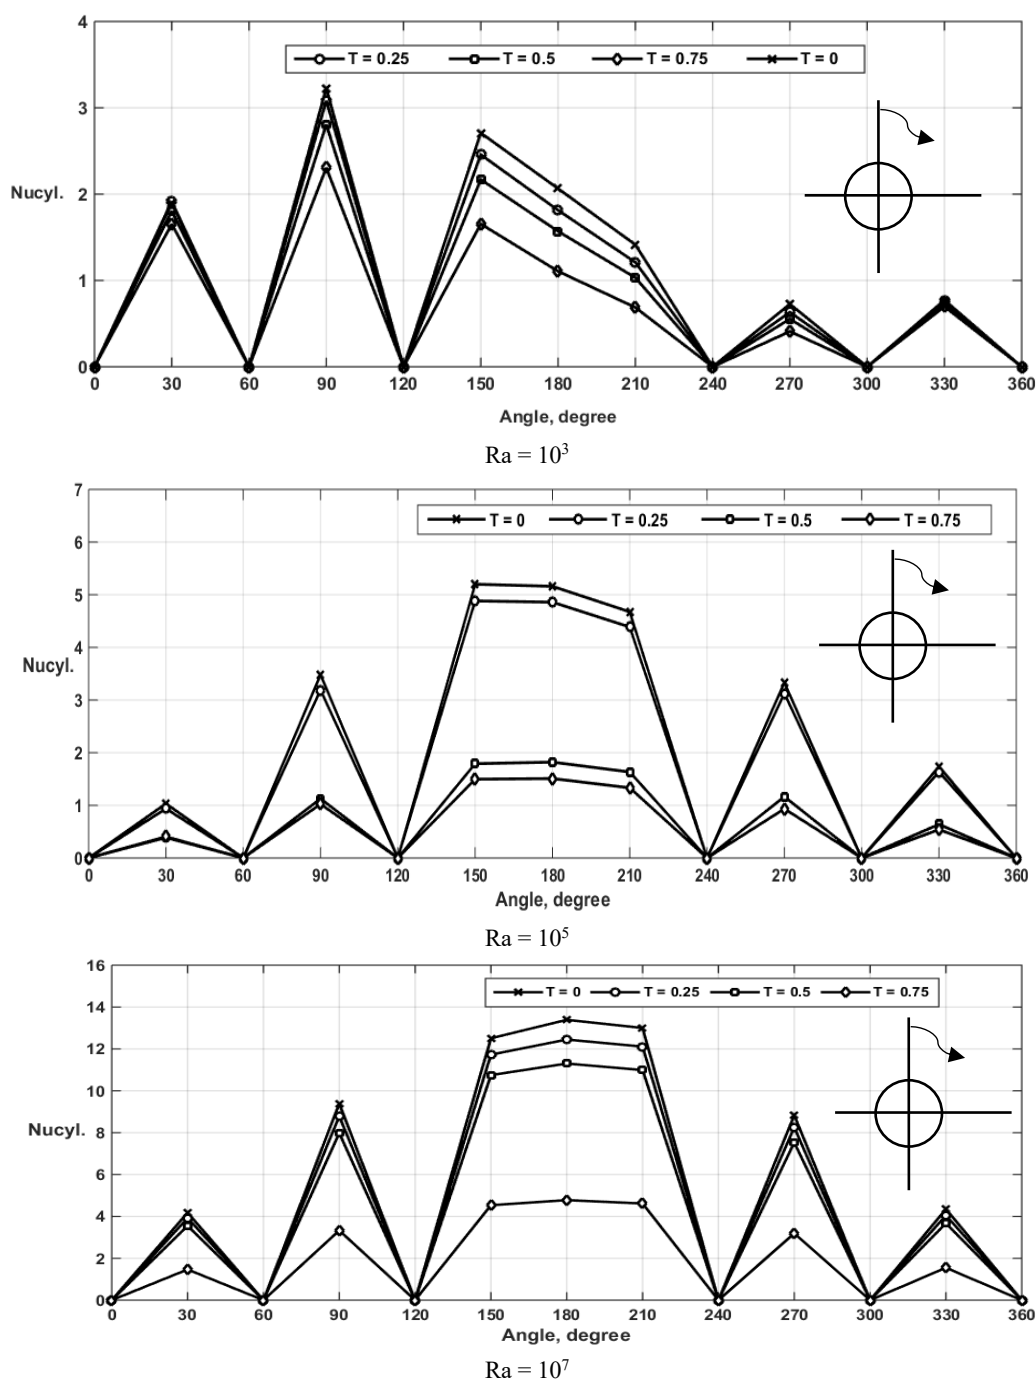 4
T = 0.25 T = 0.5 T = 0.75 T = 0
3
Nucyl. 2
1
0
0 30 60 90 120 150 180 210 240 270 300 330 360
Angle, degree
Ra = 10³
7
T = 0 T = 0.25 T = 0.5 T = 0.75
6
5
4
Nucyl.
3
2
1
0
0 30 60 90 120 150 180 210 240 270 300 330 360
Angle, degree
Ra = 10⁵
16
T = 0 T = 0.25 T = 0.5 T = 0.75
14
12
10
Nucyl. 8
6
4
2
0
0 30 60 90 120 150 180 210 240 270 300 330 360
Angle, degree
Ra = 10⁷